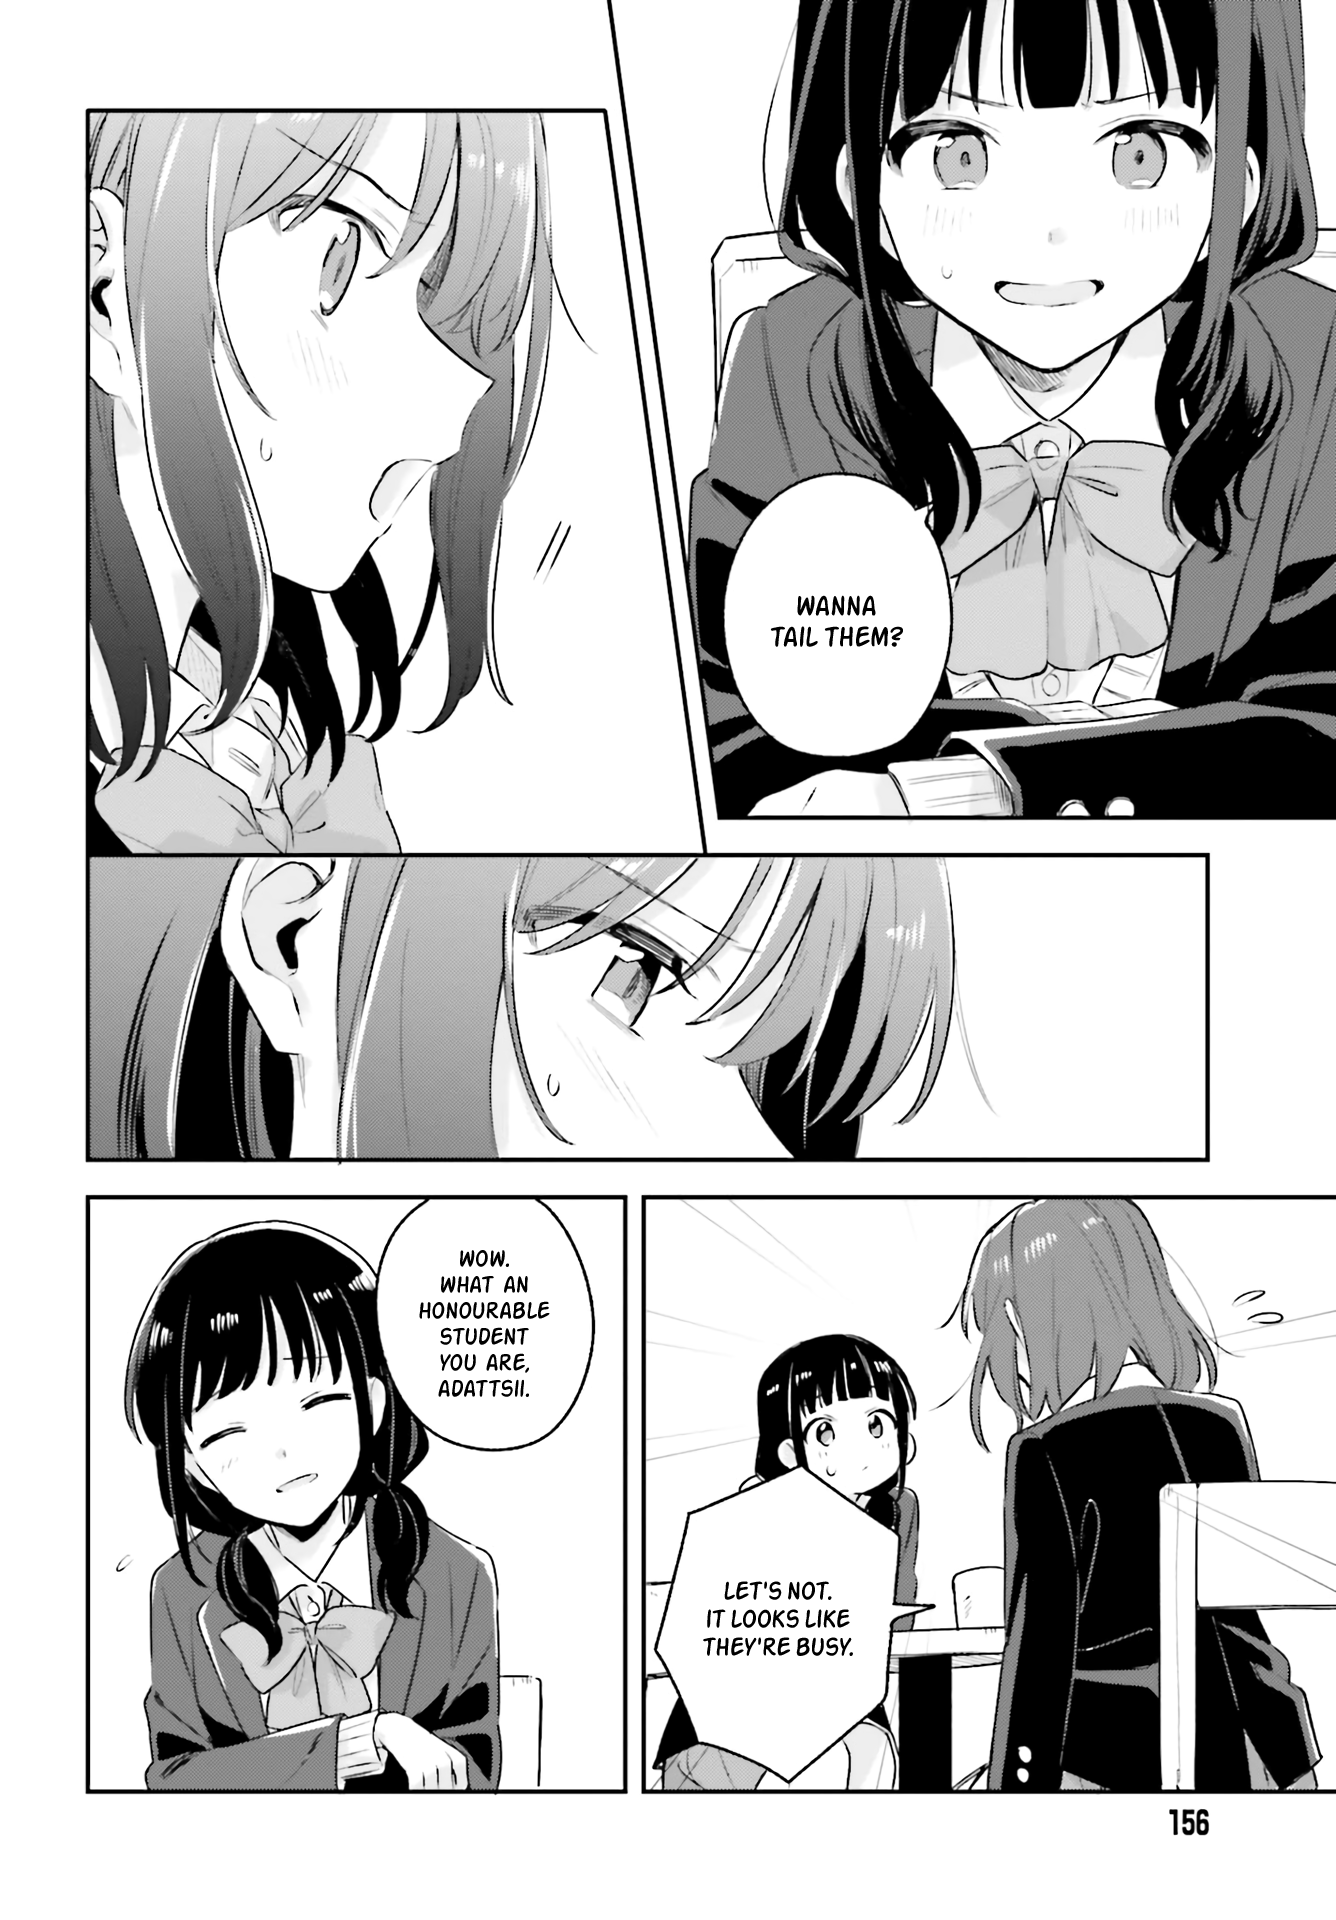 WANNA
TAIL THEM?
LET'S NOT.
IT LOOKS LIKE
THEY'RE BUSY.
WOW.
WHAT AN
HONOURABLE
STUDENT
YOU ARE,
ADATTSII.
156